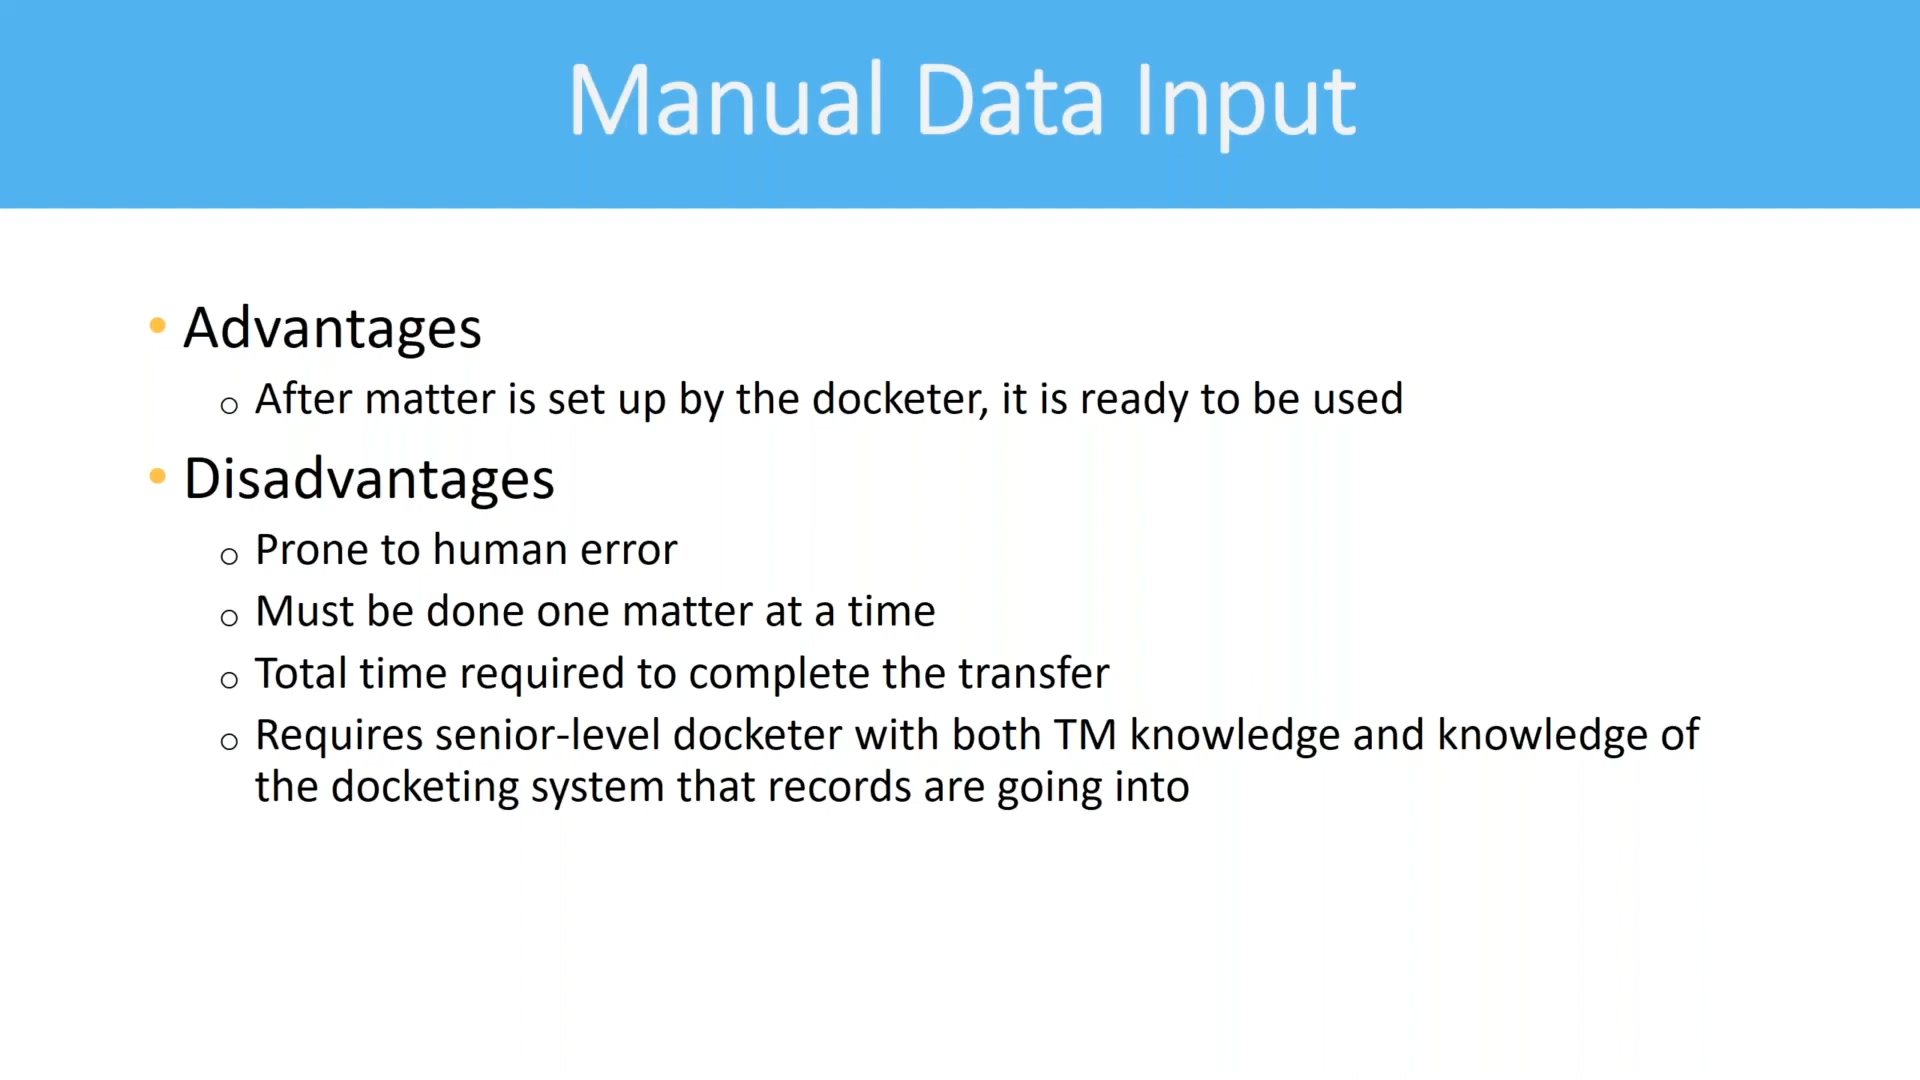 Manual Data Input
• Advantages
o After matter is set up by the docketer, it is ready to be used
• Disadvantages
o Prone to human error
o Must be done one matter at a time
o Total time required to complete the transfer
o Requires senior-level docketer with both TM knowledge and knowledge of
the docketing system that records are going into